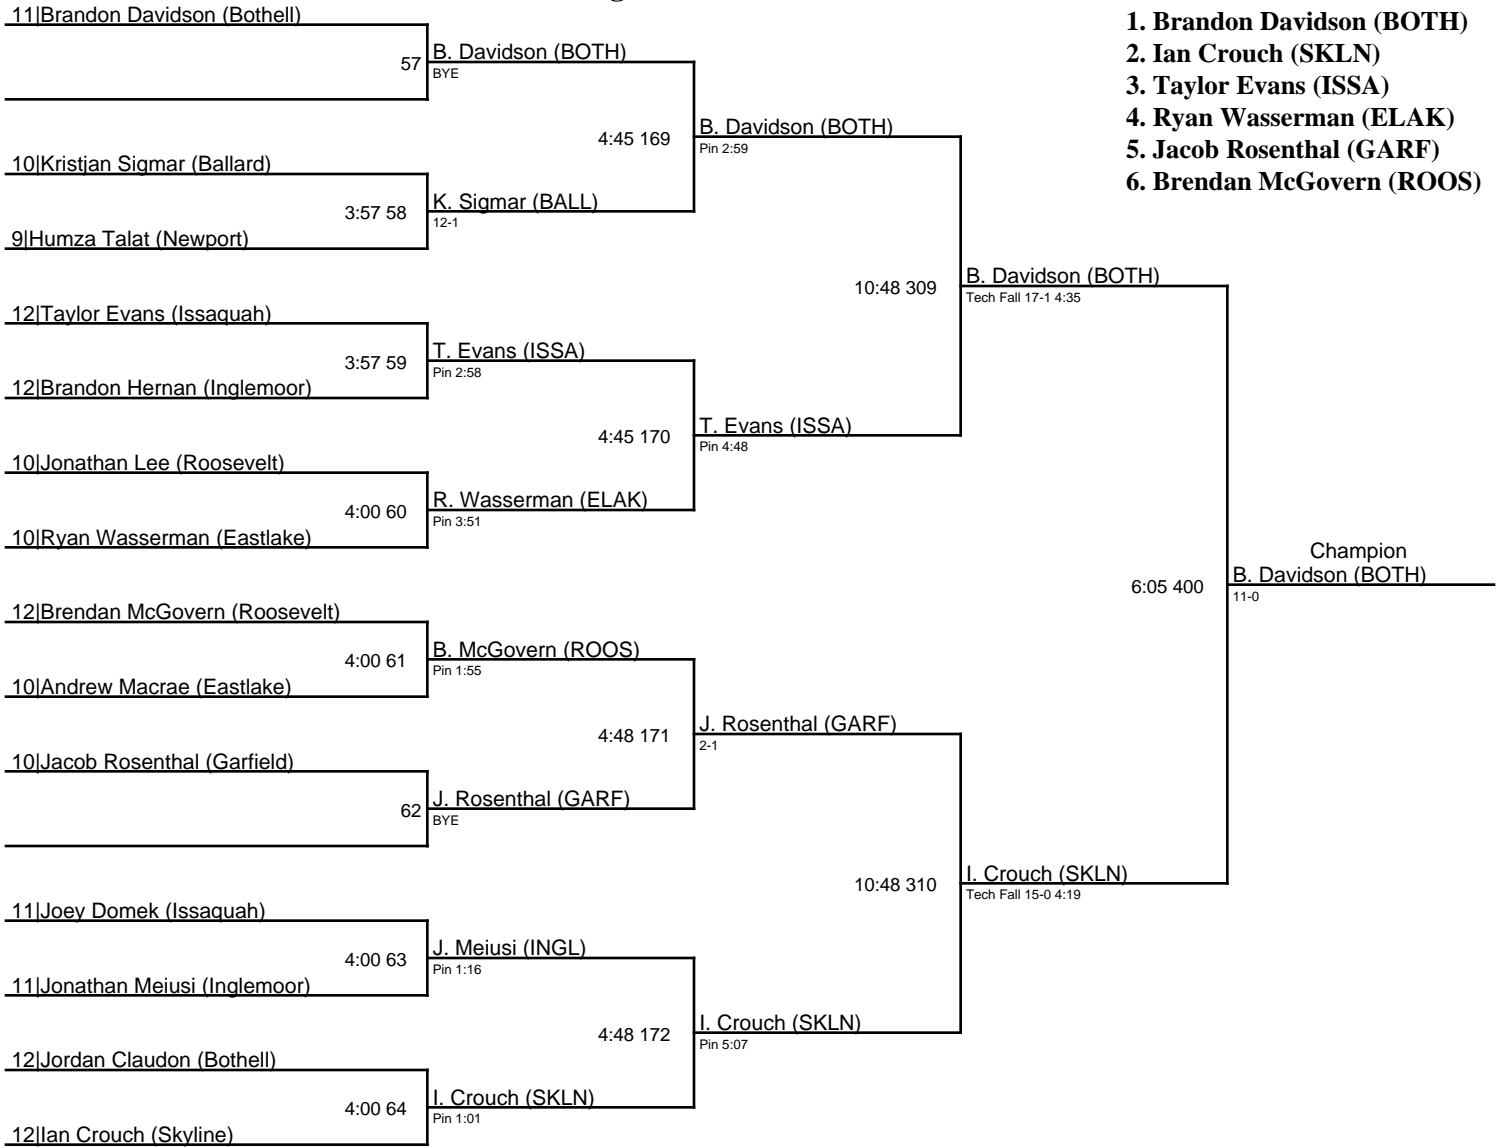 11|Brandon Davidson (Bothell)
57
B. Davidson (BOTH)
BYE
4:45 169
B. Davidson (BOTH)
Pin 2:59
10|Kristjan Sigmar (Ballard)
3:57 58
K. Sigmar (BALL)
12-1
9|Humza Talat (Newport)
10:48 309
B. Davidson (BOTH)
Tech Fall 17-1 4:35
12|Taylor Evans (Issaquah)
3:57 59
T. Evans (ISSA)
Pin 2:58
12|Brandon Hernan (Inglemoor)
4:45 170
T. Evans (ISSA)
Pin 4:48
10|Jonathan Lee (Roosevelt)
4:00 60
R. Wasserman (ELAK)
Pin 3:51
10|Ryan Wasserman (Eastlake)
6:05 400
Champion
B. Davidson (BOTH)
11-0
12|Brendan McGovern (Roosevelt)
4:00 61
B. McGovern (ROOS)
Pin 1:55
10|Andrew Macrae (Eastlake)
4:48 171
J. Rosenthal (GARF)
2-1
10|Jacob Rosenthal (Garfield)
62
J. Rosenthal (GARF)
BYE
10:48 310
I. Crouch (SKLN)
Tech Fall 15-0 4:19
11|Joey Domek (Issaquah)
4:00 63
J. Meiusi (INGL)
Pin 1:16
11|Jonathan Meiusi (Inglemoor)
4:48 172
I. Crouch (SKLN)
Pin 5:07
12|Jordan Claudon (Bothell)
4:00 64
I. Crouch (SKLN)
Pin 1:01
12|Ian Crouch (Skyline)
1. Brandon Davidson (BOTH)
2. Ian Crouch (SKLN)
3. Taylor Evans (ISSA)
4. Ryan Wasserman (ELAK)
5. Jacob Rosenthal (GARF)
6. Brendan McGovern (ROOS)